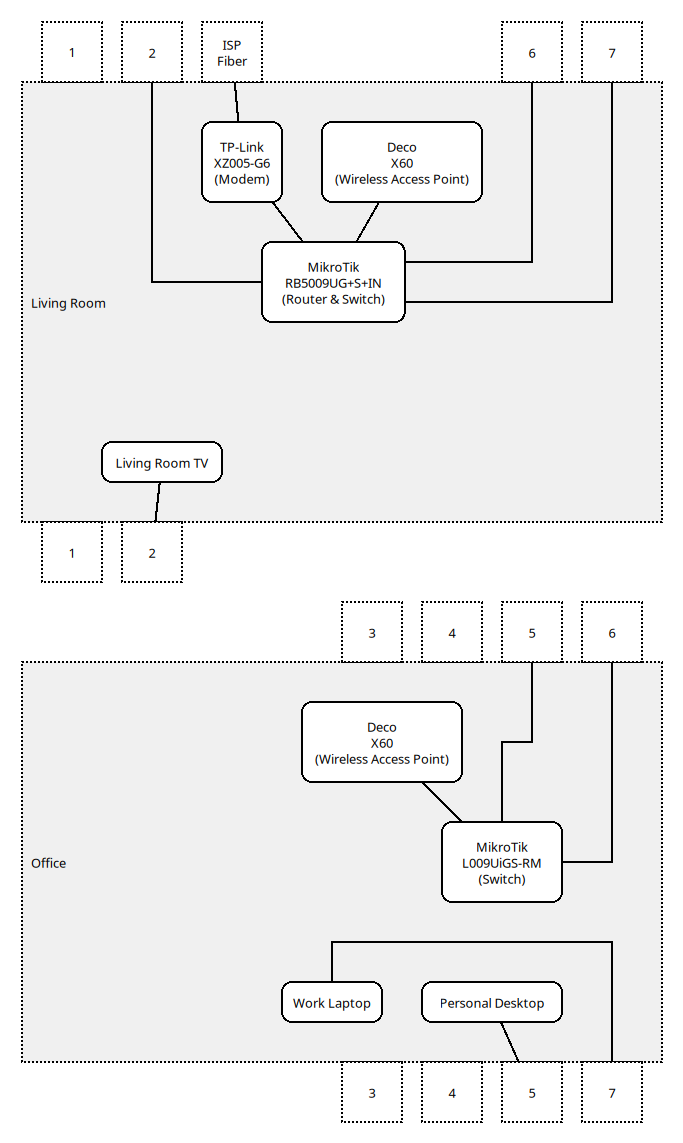 1
2
ISP
Fiber
6
7
TP-Link
XZ005-G6
(Modem)
Deco
X60
(Wireless Access Point)
MikroTik
RB5009UG+S+IN
(Router & Switch)
Living Room
Living Room TV
1
2
3
4
5
6
Deco
X60
(Wireless Access Point)
MikroTik
L009UiGS-RM
(Switch)
Office
Work Laptop
Personal Desktop
3
4
5
7